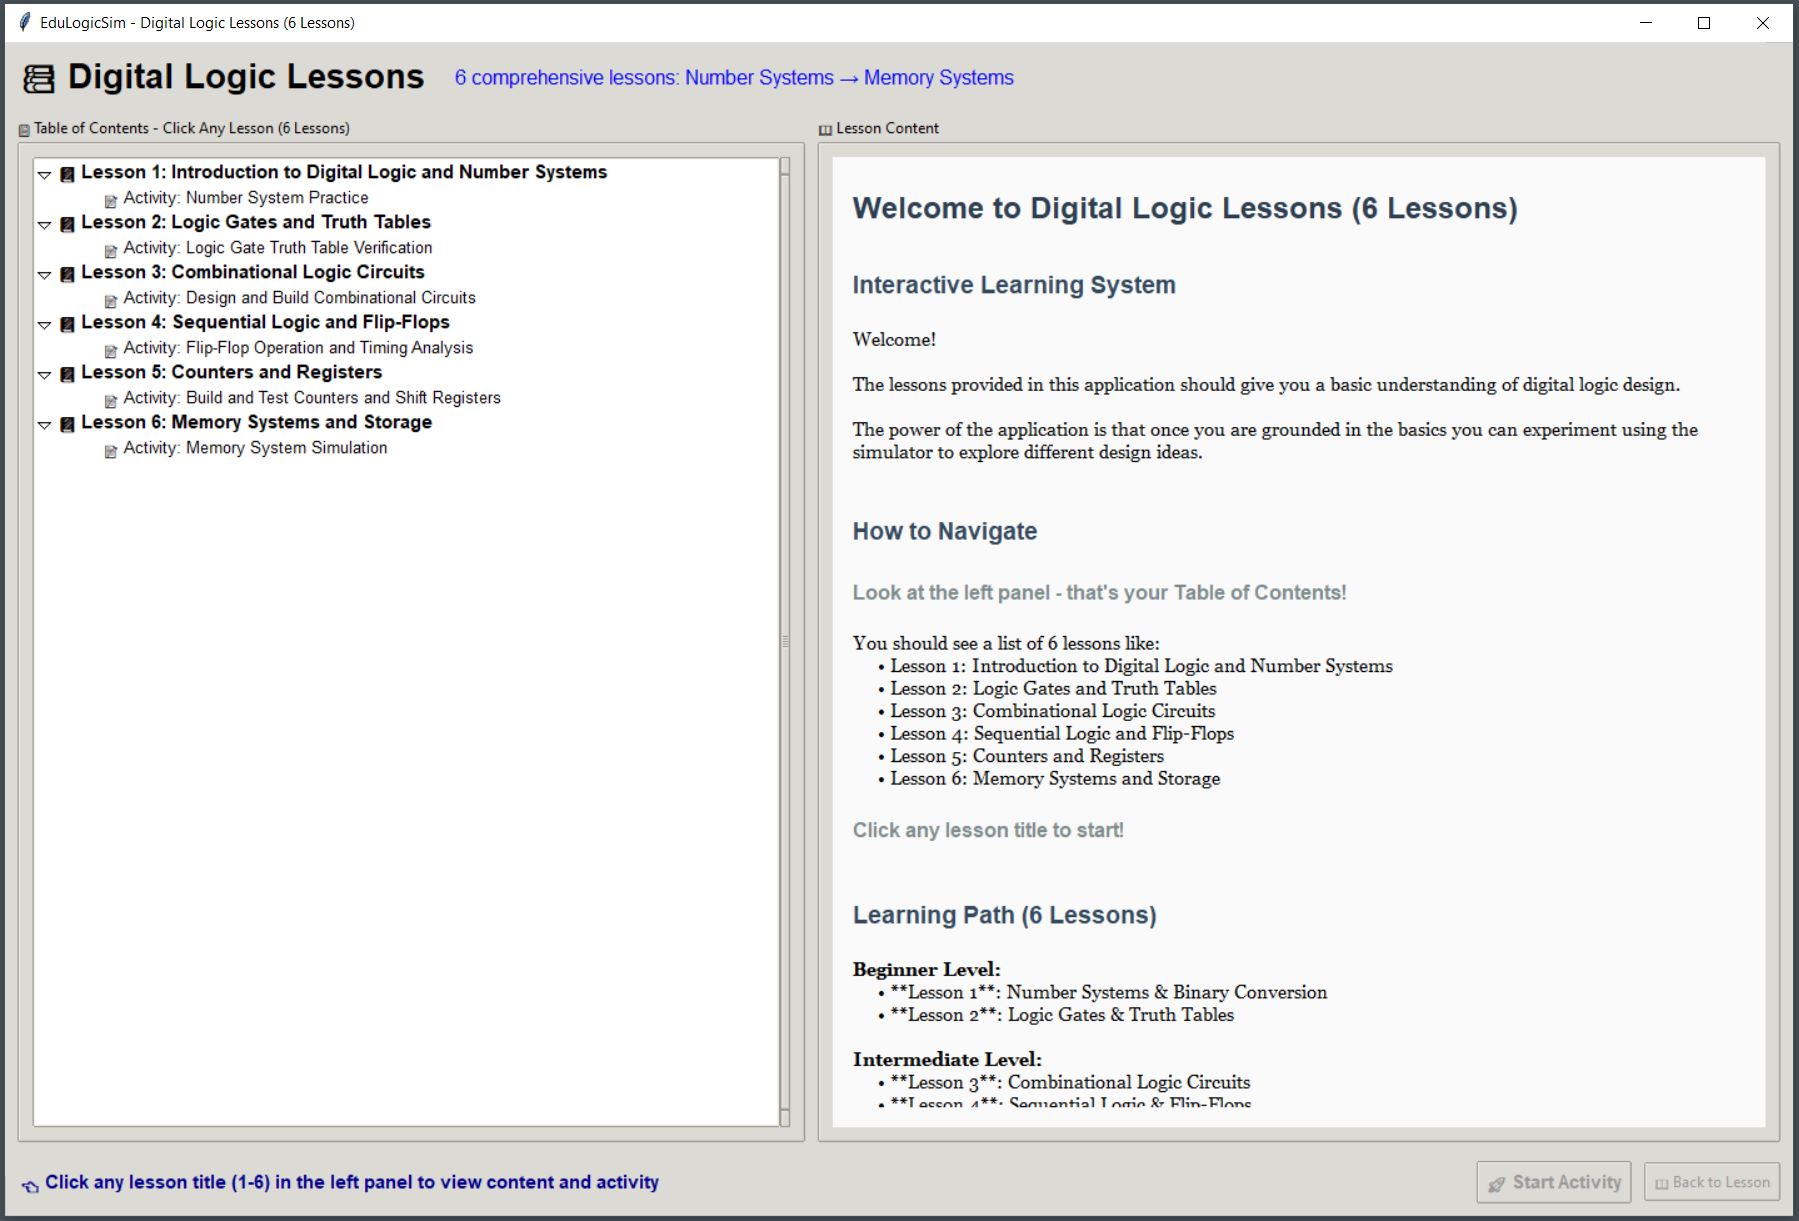 EduLogicSim - Digital Logic Lessons (6 Lessons)
Digital Logic Lessons
6 comprehensive lessons: Number Systems → Memory Systems
Table of Contents - Click Any Lesson (6 Lessons)
Lesson 1: Introduction to Digital Logic and Number Systems
Activity: Number System Practice
Lesson 2: Logic Gates and Truth Tables
Activity: Logic Gate Truth Table Verification
Lesson 3: Combinational Logic Circuits
Activity: Design and Build Combinational Circuits
Lesson 4: Sequential Logic and Flip-Flops
Activity: Flip-Flop Operation and Timing Analysis
Lesson 5: Counters and Registers
Activity: Build and Test Counters and Shift Registers
Lesson 6: Memory Systems and Storage
Activity: Memory System Simulation
Lesson Content
Welcome to Digital Logic Lessons (6 Lessons)
Interactive Learning System
Welcome!
The lessons provided in this application should give you a basic understanding of digital logic design.
The power of the application is that once you are grounded in the basics you can experiment using the
simulator to explore different design ideas.
How to Navigate
Look at the left panel - that's your Table of Contents!
You should see a list of 6 lessons like:
• Lesson 1: Introduction to Digital Logic and Number Systems
• Lesson 2: Logic Gates and Truth Tables
• Lesson 3: Combinational Logic Circuits
• Lesson 4: Sequential Logic and Flip-Flops
• Lesson 5: Counters and Registers
• Lesson 6: Memory Systems and Storage
Click any lesson title to start!
Learning Path (6 Lessons)
Beginner Level:
• **Lesson 1**: Number Systems & Binary Conversion
• **Lesson 2**: Logic Gates & Truth Tables
Intermediate Level:
• **Lesson 3**: Combinational Logic Circuits
• **Lesson 4**: Sequential Logic & Flip-Flops
Click any lesson title (1-6) in the left panel to view content and activity
Start Activity
Back to Lesson